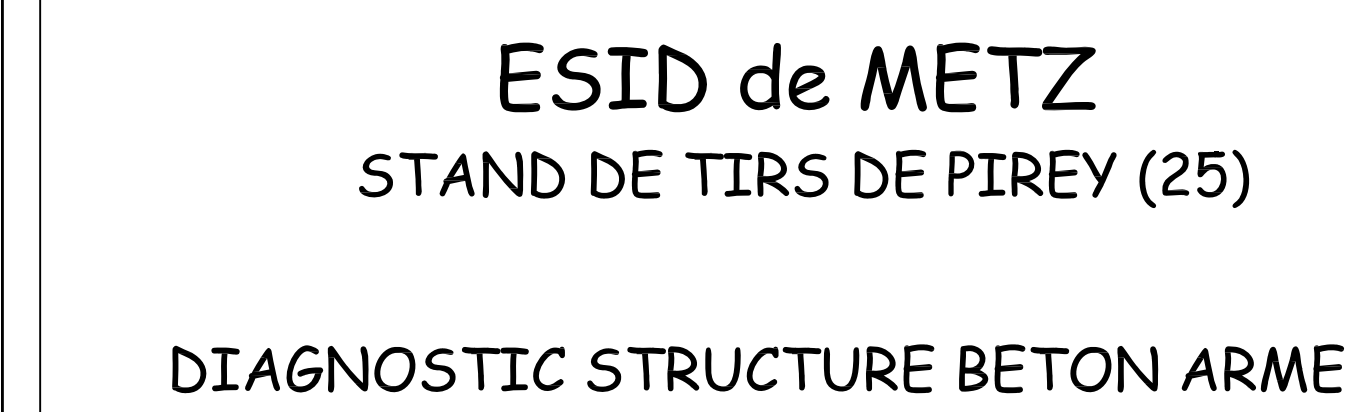 ESID de METZ
STAND DE TIRS DE PIREY (25)
DIAGNOSTIC STRUCTURE BETON ARME